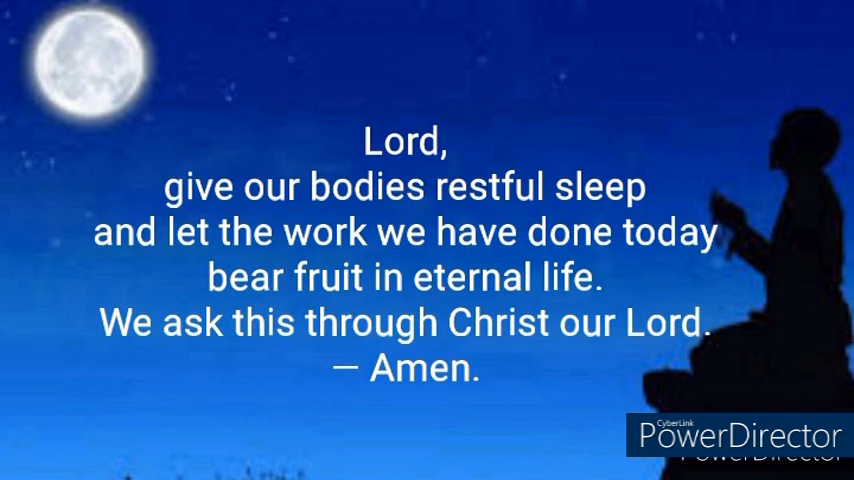 Lord,
give our bodies restful sleep
and let the work we have done today
bear fruit in eternal life.
We ask this through Christ our Lord.
— Amen.
CyberLink
PowerDirector
PowerDirector